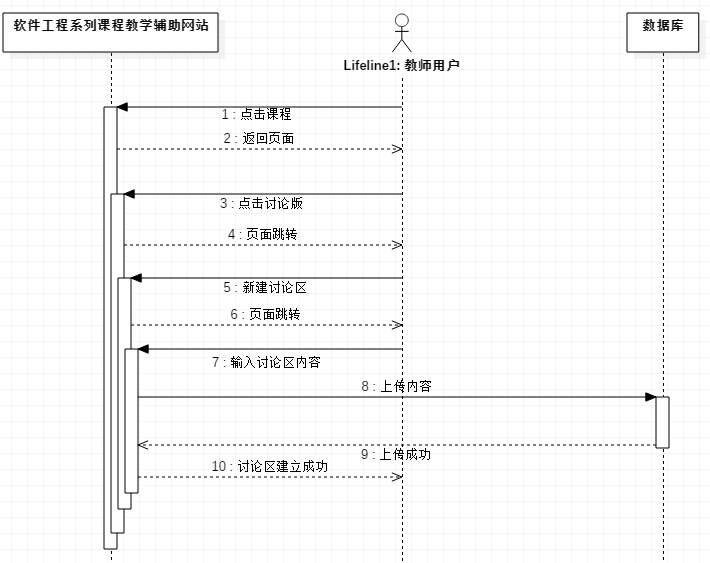 软件工程系列课程教学辅助网站
Lifeline1: 教师用户
数据库
1 : 点击课程
2 : 返回页面
3 : 点击讨论版
4 : 页面跳转
5 : 新建讨论区
6 : 页面跳转
7 : 输入讨论区内容
8 : 上传内容
9 : 上传成功
10 : 讨论区建立成功